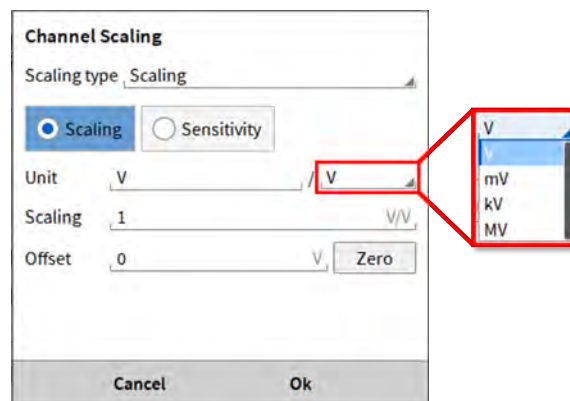 Channel Scaling
Scaling type Scaling
Scaling Sensitivity
Unit V / V
Scaling 1 V/V
Offset 0 V Zero
Cancel Ok
V
V
mV
kV
MV